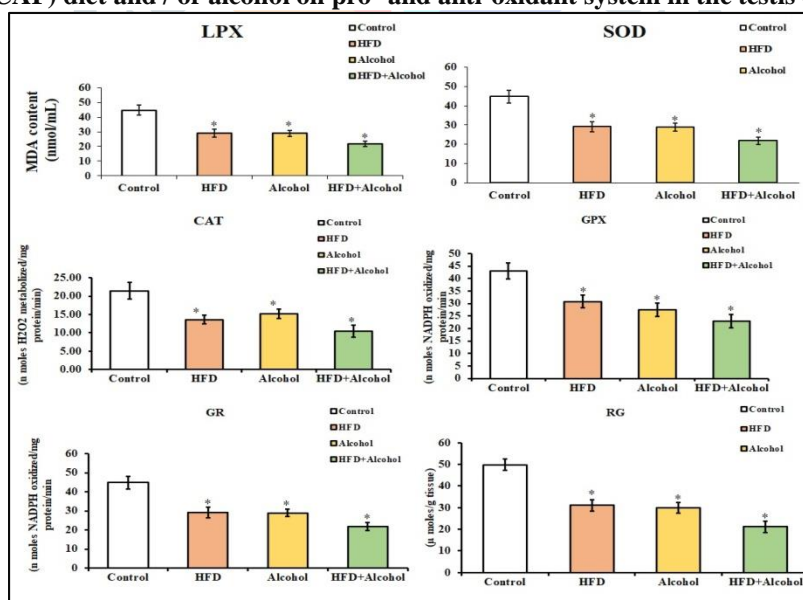 CAF) diet and / or alcohol on pro- and anti-oxidant system in the testis
LPX
Control
HFD
Alcohol
HFD+Alcohol
MDA content
(nmol/mL)
60
50
40
30
20
10
0
*
*
*
Control HFD Alcohol HFD+Alcohol
SOD
Control
HFD
Alcohol
60
50
40
30
20
10
0
*
*
*
Control HFD Alcohol HFD+Alcohol
CAT
Control
HFD
Alcohol
HFD+Alcohol
(n moles H2O2 metabolized/mg
protein/min)
25.00
20.00
15.00
10.00
5.00
0.00
*
*
*
Control HFD Alcohol HFD+Alcohol
GPX
Control
HFD
Alcohol
HFD+Alcohol
(n moles NADPH oxidized/mg
protein/min
50
45
40
35
30
25
20
15
10
5
0
*
*
*
Control HFD Alcohol HFD+Alcohol
GR
Control
HFD
Alcohol
HFD+Alcohol
(n moles NADPH oxidized/mg
protein/min
60
50
40
30
20
10
0
*
*
*
Control HFD Alcohol HFD+Alcohol
RG
Control
HFD
Alcohol
(µ moles/g tissue)
60
50
40
30
20
10
0
*
*
*
Control HFD Alcohol HFD+Alcohol